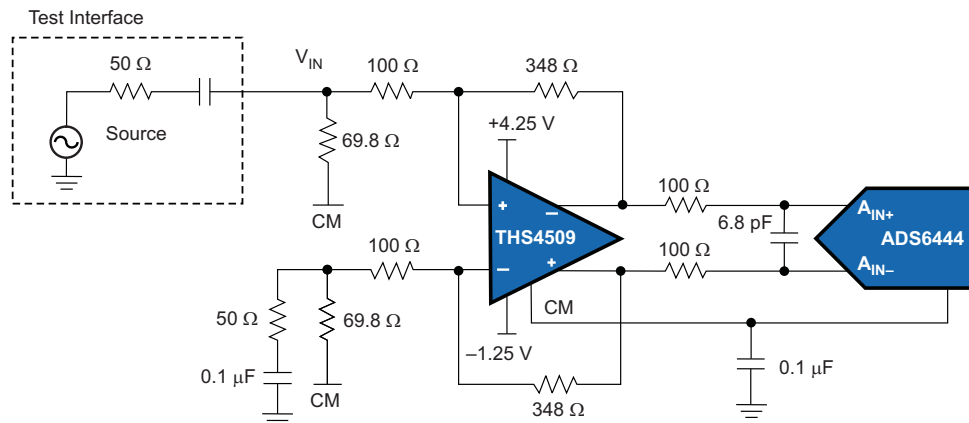 Test Interface
50 Ω
V_IN
100 Ω
348 Ω
Source
69.8 Ω
+4.25 V
CM
100 Ω
A_IN+
+
−
6.8 pF
THS4509
ADS6444
100 Ω
−
+
100 Ω
A_IN−
CM
50 Ω
69.8 Ω
−1.25 V
0.1 μF
CM
0.1 μF
348 Ω